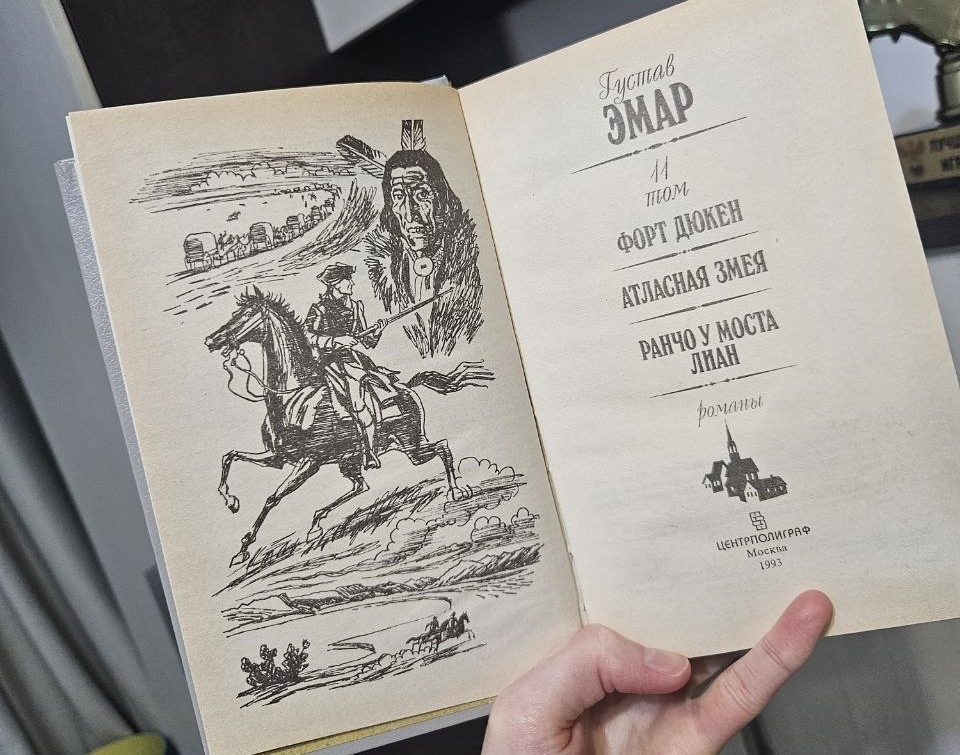 Густав
ЭМАР
11
том
ФОРТ ДЮКЕН
АТЛАСНАЯ ЗМЕЯ
РАНЧО У МОСТА
ЛИАН
романы
ЦЕНТРПОЛИГРАФ
Москва
1993